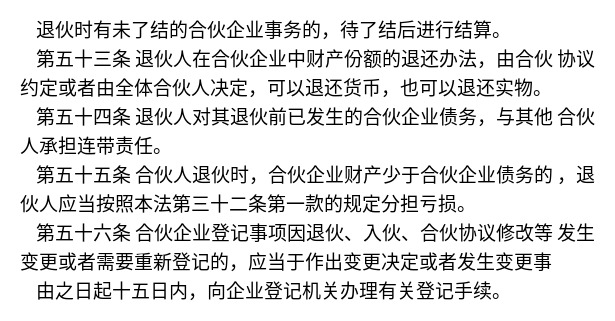 退伙时有未了结的合伙企业事务的，待了结后进行结算。
第五十三条 退伙人在合伙企业中财产份额的退还办法，由合伙 协议
约定或者由全体合伙人决定，可以退还货币，也可以退还实物。
第五十四条 退伙人对其退伙前已发生的合伙企业债务，与其他 合伙
人承担连带责任。
第五十五条 合伙人退伙时，合伙企业财产少于合伙企业债务的 ，退
伙人应当按照本法第三十二条第一款的规定分担亏损。
第五十六条 合伙企业登记事项因退伙、入伙、合伙协议修改等 发生
变更或者需要重新登记的，应当于作出变更决定或者发生变更事
由之日起十五日内，向企业登记机关办理有关登记手续。